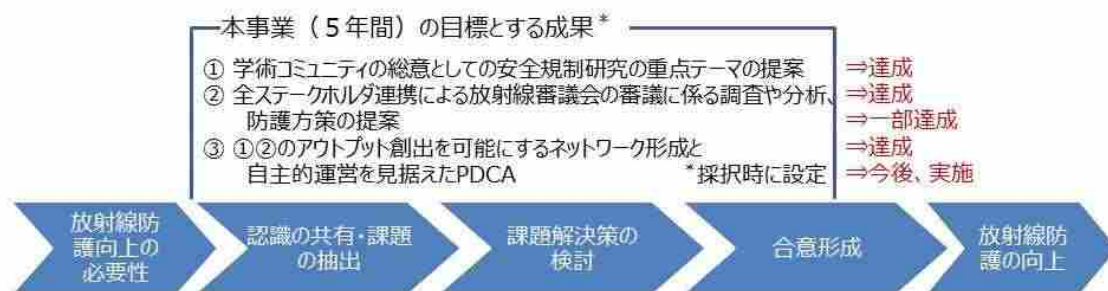 本事業（５年間）の目標とする成果*
① 学術コミュニティの総意としての安全規制研究の重点テーマの提案 ⇒達成
② 全ステークホルダ連携による放射線審議会の審議に係る調査や分析、 ⇒達成
防護方策の提案 ⇒一部達成
③ ①②のアウトプット創出を可能にするネットワーク形成と ⇒達成
自主的運営を見据えたPDCA *採択時に設定 ⇒今後、実施
放射線防
護向上の
必要性
認識の共有・課題
の抽出
課題解決策の
検討
合意形成
放射線防
護の向上